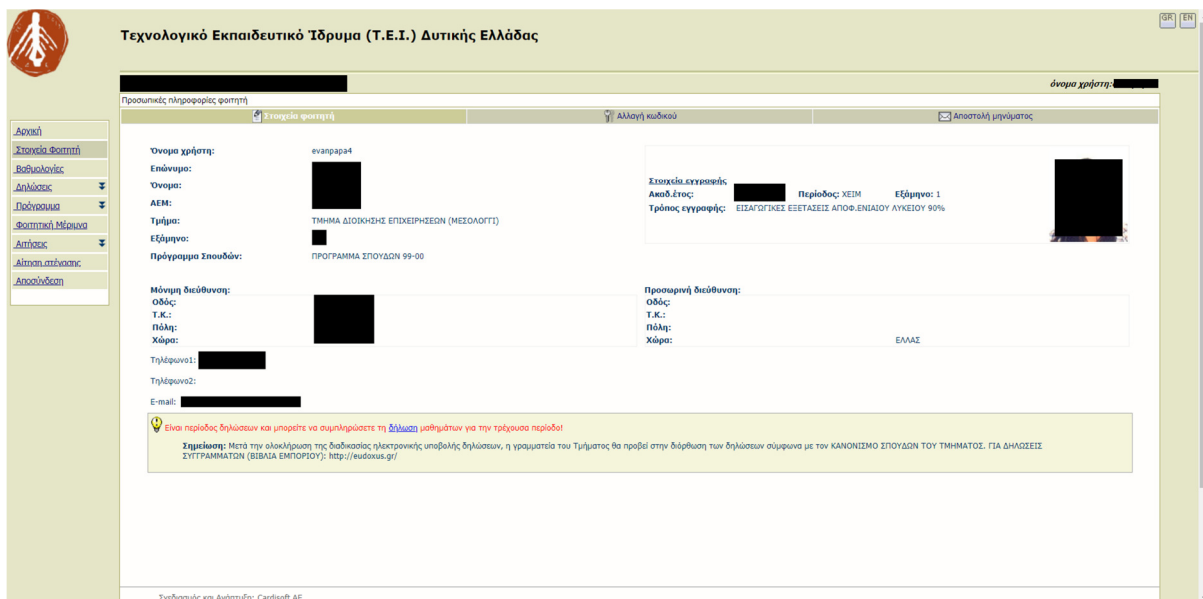 GR EN
Τεχνολογικό Εκπαιδευτικό Ίδρυμα (Τ.Ε.Ι.) Δυτικής Ελλάδας
όνομα χρήστη:
Προσωπικές πληροφορίες φοιτητή
Στοιχεία φοιτητή Αλλαγή κωδικού Αποστολή μηνύματος
Αρχική
Στοιχεία Φοιτητή
Βαθμολογίες
Δηλώσεις
Πρόγραμμα
Φοιτητική Μέριμνα
Αιτήσεις
Αίτηση στέγασης
Αποσύνδεση
Όνομα χρήστη: evanpapa4
Επώνυμο:
Όνομα:
ΑΕΜ:
Τμήμα: ΤΜΗΜΑ ΔΙΟΙΚΗΣΗΣ ΕΠΙΧΕΙΡΗΣΕΩΝ (ΜΕΣΟΛΟΓΓΙ)
Εξάμηνο:
Πρόγραμμα Σπουδών: ΠΡΟΓΡΑΜΜΑ ΣΠΟΥΔΩΝ 99-00
Στοιχεία εγγραφής
Ακαδ.έτος: Περίοδος: ΧΕΙΜ Εξάμηνο: 1
Τρόπος εγγραφής: ΕΙΣΑΓΩΓΙΚΕΣ ΕΞΕΤΑΣΕΙΣ ΑΠΟΦ.ΕΝΙΑΙΟΥ ΛΥΚΕΙΟΥ 90%
Μόνιμη διεύθυνση:
Οδός:
Τ.Κ.:
Πόλη:
Χώρα:
Προσωρινή διεύθυνση:
Οδός:
Τ.Κ.:
Πόλη:
Χώρα: ΕΛΛΑΣ
Τηλέφωνο1:
Τηλέφωνο2:
E-mail:
Είναι περίοδος δηλώσεων και μπορείτε να συμπληρώσετε τη δήλωση μαθημάτων για την τρέχουσα περίοδο!
Σημείωση: Μετά την ολοκλήρωση της διαδικασίας ηλεκτρονικής υποβολής δηλώσεων, η γραμματεία του Τμήματος θα προβεί στην διόρθωση των δηλώσεων σύμφωνα με τον ΚΑΝΟΝΙΣΜΟ ΣΠΟΥΔΩΝ ΤΟΥ ΤΜΗΜΑΤΟΣ. ΓΙΑ ΔΗΛΩΣΕΙΣ
ΣΥΓΓΡΑΜΜΑΤΩΝ (ΒΙΒΛΙΑ ΕΜΠΟΡΙΟΥ): http://eudoxus.gr/
Σχεδιασμός και Ανάπτυξη: Cardisoft AE